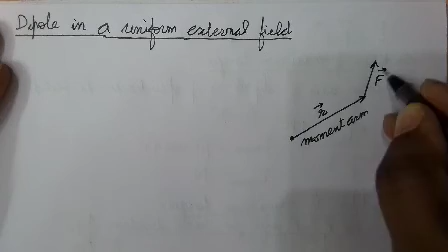 Dipole in a uniform external field
F
r
moment arm